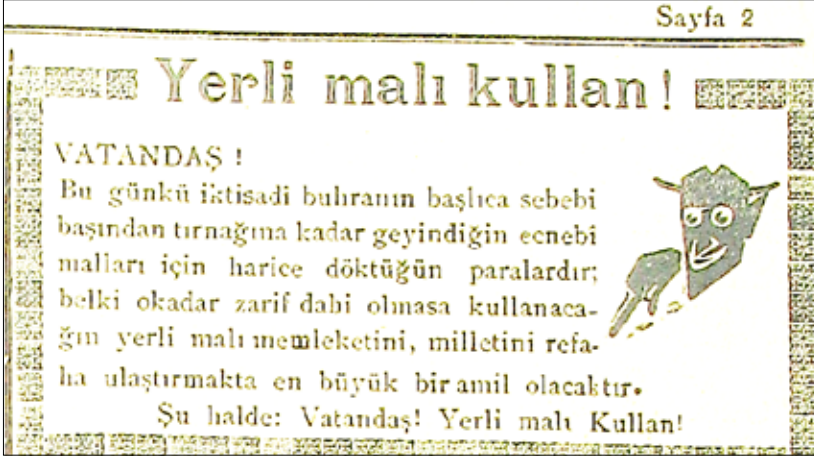 Sayfa 2
Yerli malı kullan!
VATANDAŞ !
Bu günkü iktisadi buhranın başlıca sebebi
başından tırnağına kadar geyindiğin ecnebi
malları için harice döktüğün paralardır;
belki okadar zarif dahi olmasa kullanaca-
ğın yerli malı memleketini, milletini refa-
ha ulaştırmakta en büyük bir amil olacaktır.
Şu halde: Vatandaş! Yerli malı Kullan!